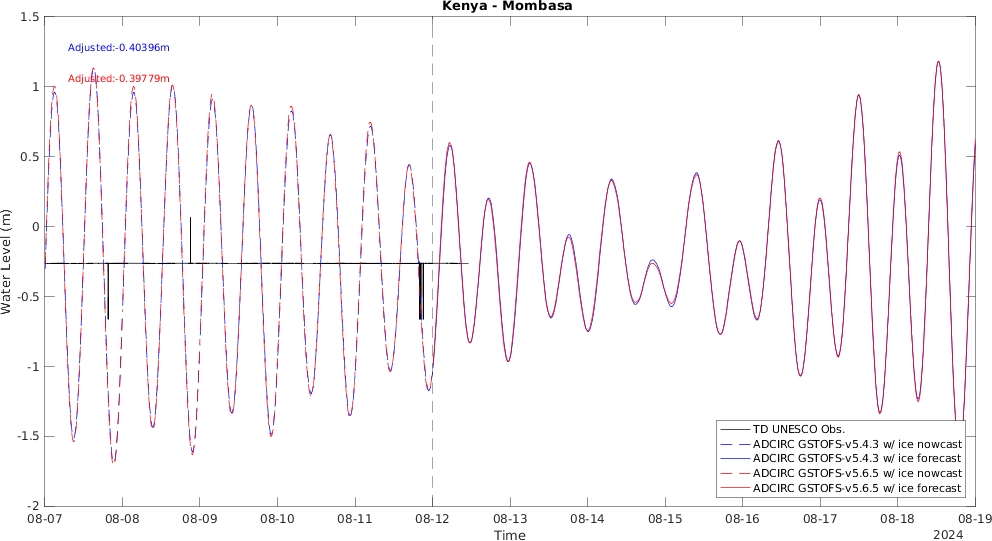 Kenya - Mombasa
Adjusted:-0.40396m
Adjusted:-0.39779m
Water Level (m)
1.5
1
0.5
0
-0.5
-1
-1.5
-2
TD UNESCO Obs.
ADCIRC GSTOFS-v5.4.3 w/ ice nowcast
ADCIRC GSTOFS-v5.4.3 w/ ice forecast
ADCIRC GSTOFS-v5.6.5 w/ ice nowcast
ADCIRC GSTOFS-v5.6.5 w/ ice forecast
08-07 08-08 08-09 08-10 08-11 08-12 08-13 08-14 08-15 08-16 08-17 08-18 08-19
Time
2024